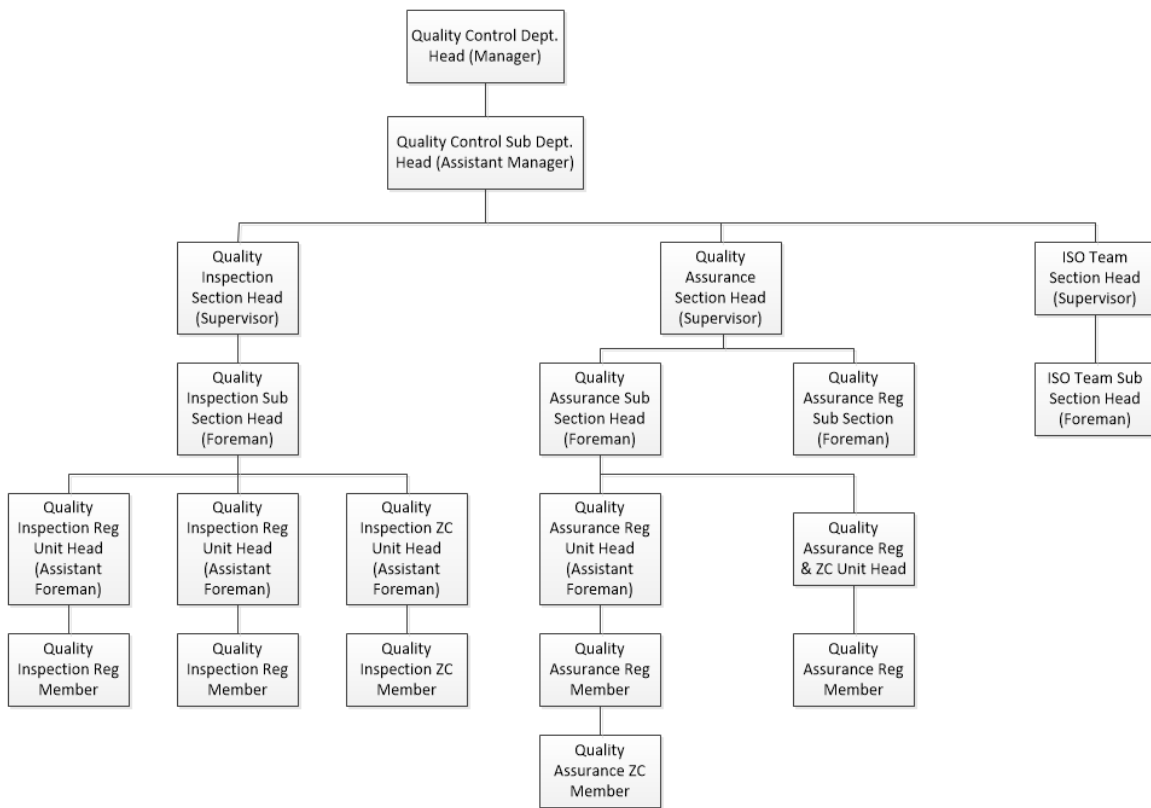 Quality Control Dept.
Head (Manager)
Quality Control Sub Dept.
Head (Assistant Manager)
Quality
Inspection
Section Head
(Supervisor)
Quality
Assurance
Section Head
(Supervisor)
ISO Team
Section Head
(Supervisor)
Quality
Inspection Sub
Section Head
(Foreman)
Quality
Assurance Sub
Section Head
(Foreman)
Quality
Assurance Reg
Sub Section
(Foreman)
ISO Team Sub
Section Head
(Foreman)
Quality
Inspection Reg
Unit Head
(Assistant
Foreman)
Quality
Inspection Reg
Unit Head
(Assistant
Foreman)
Quality
Inspection ZC
Unit Head
(Assistant
Foreman)
Quality
Assurance Reg
Unit Head
(Assistant
Foreman)
Quality
Assurance Reg
& ZC Unit Head
Quality
Inspection Reg
Member
Quality
Inspection Reg
Member
Quality
Inspection ZC
Member
Quality
Assurance Reg
Member
Quality
Assurance Reg
Member
Quality
Assurance ZC
Member